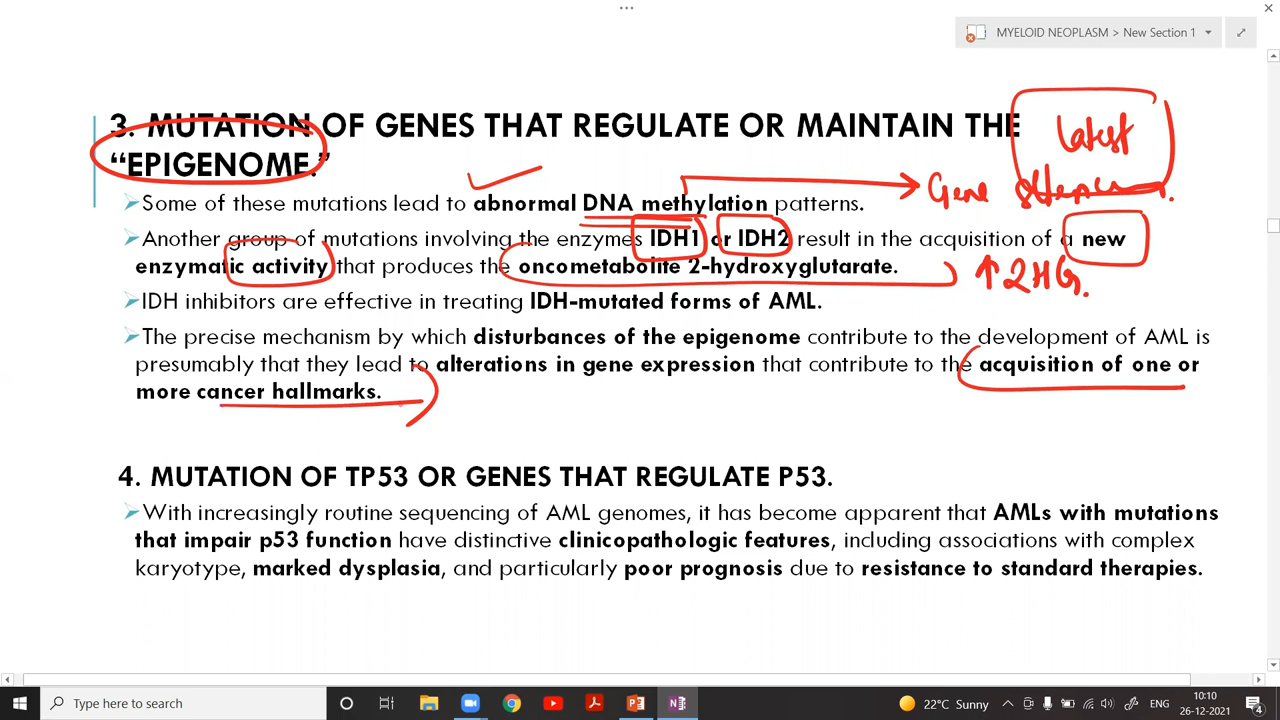 MYELOID NEOPLASM > New Section 1
3. MUTATION OF GENES THAT REGULATE OR MAINTAIN THE
latest
“EPIGENOME.”
Gene
➢Some of these mutations lead to abnormal DNA methylation patterns.
➢Another group of mutations involving the enzymes IDH1 or IDH2 result in the acquisition of a new
enzymatic activity that produces the oncometabolite 2-hydroxyglutarate.
↑ 2HG.
➢IDH inhibitors are effective in treating IDH-mutated forms of AML.
➢The precise mechanism by which disturbances of the epigenome contribute to the development of AML is
presumably that they lead to alterations in gene expression that contribute to the acquisition of one or
more cancer hallmarks.
4. MUTATION OF TP53 OR GENES THAT REGULATE P53.
➢With increasingly routine sequencing of AML genomes, it has become apparent that AMLs with mutations
that impair p53 function have distinctive clinicopathologic features, including associations with complex
karyotype, marked dysplasia, and particularly poor prognosis due to resistance to standard therapies.
Type here to search
22°C Sunny
ENG
10:10
26-12-2021
4